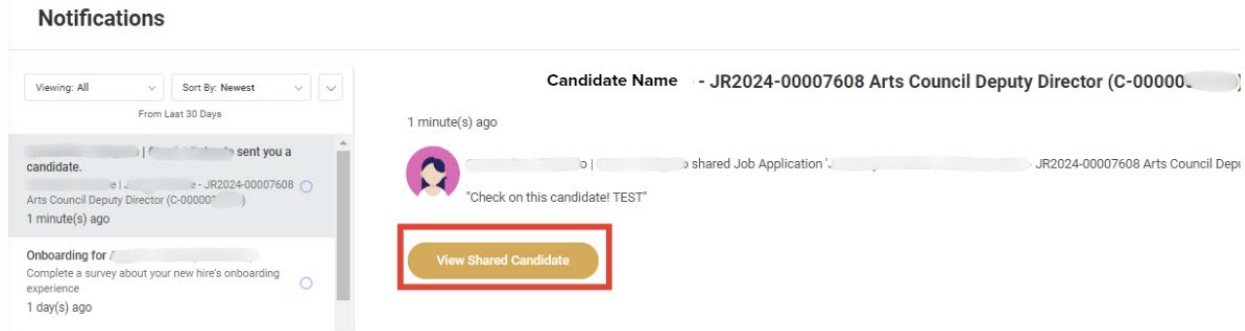 Notifications
Viewing: All
Sort By: Newest
From Last 30 Days
sent you a
candidate.
- JR2024-00007608
Arts Council Deputy Director (C-00000
1 minute(s) ago
Onboarding for
Complete a survey about your new hire's onboarding
experience
1 day(s) ago
Candidate Name - JR2024-00007608 Arts Council Deputy Director (C-00000
1 minute(s) ago
shared Job Application ' JR2024-00007608 Arts Council
"Check on this candidate! TEST"
View Shared Candidate